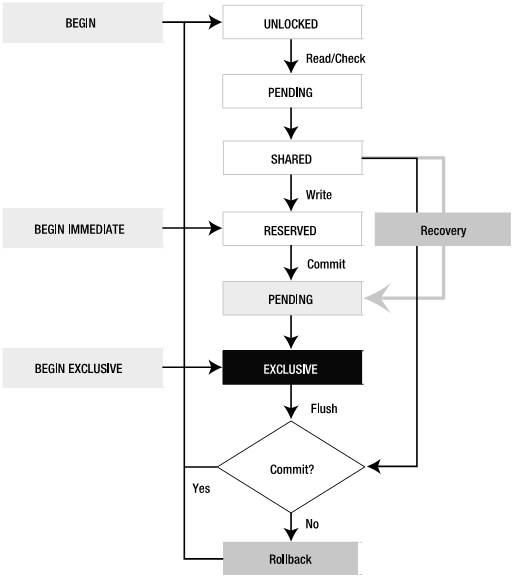 BEGIN
UNLOCKED
Read/Check
PENDING
SHARED
Write
BEGIN IMMEDIATE
RESERVED
Recovery
Commit
PENDING
BEGIN EXCLUSIVE
EXCLUSIVE
Flush
Commit?
Yes
No
Rollback